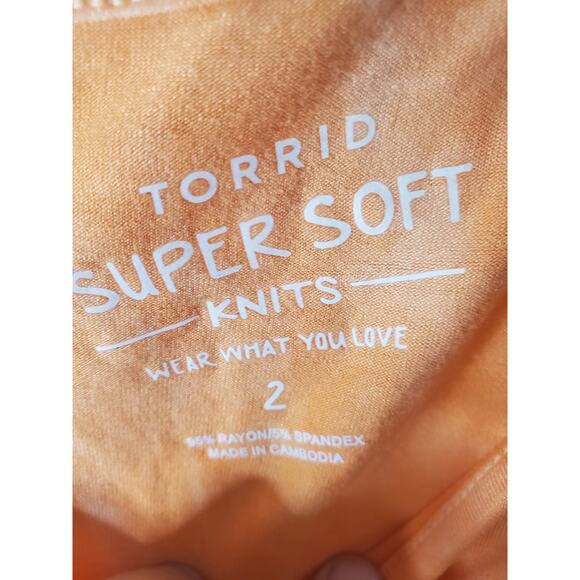 TORRID
SUPER SOFT
KNITS
WEAR WHAT YOU LOVE
2
95% RAYON/5% SPANDEX
MADE IN CAMBODIA